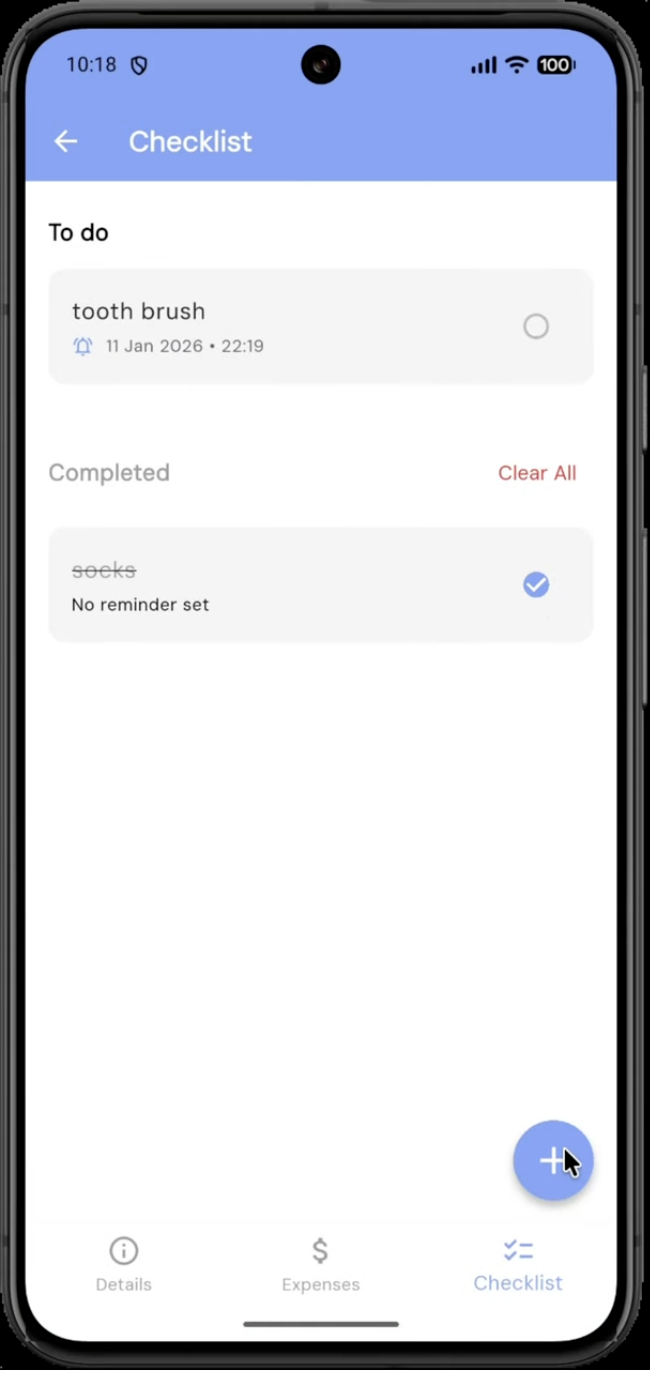 10:18
100
Checklist
To do
tooth brush
11 Jan 2026 • 22:19
Completed
Clear All
socks
No reminder set
Details
Expenses
Checklist